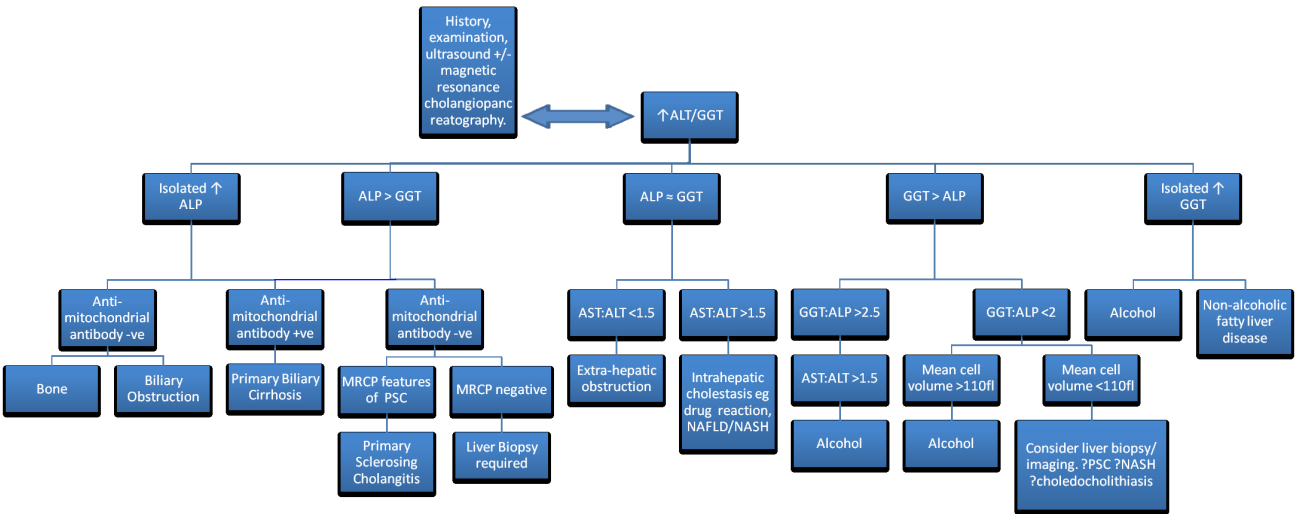 History,
examination,
ultrasound +/-
magnetic
resonance
cholangiopanc
reatography.
↑ALT/GGT
Isolated ↑
ALP
ALP > GGT
ALP ≈ GGT
GGT > ALP
Isolated ↑
GGT
Anti-
mitochondrial
antibody -ve
Anti-
mitochondrial
antibody +ve
Anti-
mitochondrial
antibody -ve
AST:ALT <1.5
AST:ALT >1.5
GGT:ALP >2.5
GGT:ALP <2
Alcohol
Non-alcoholic
fatty liver
disease
Bone
Biliary
Obstruction
Primary Biliary
Cirrhosis
MRCP features
of PSC
MRCP negative
Extra-hepatic
obstruction
Intrahepatic
cholestasis eg
drug reaction,
NAFLD/NASH
AST:ALT >1.5
Mean cell
volume >110fl
Mean cell
volume <110fl
Primary
Sclerosing
Cholangitis
Liver Biopsy
required
Alcohol
Alcohol
Consider liver biopsy/
imaging. ?PSC ?NASH
?choledocholithiasis